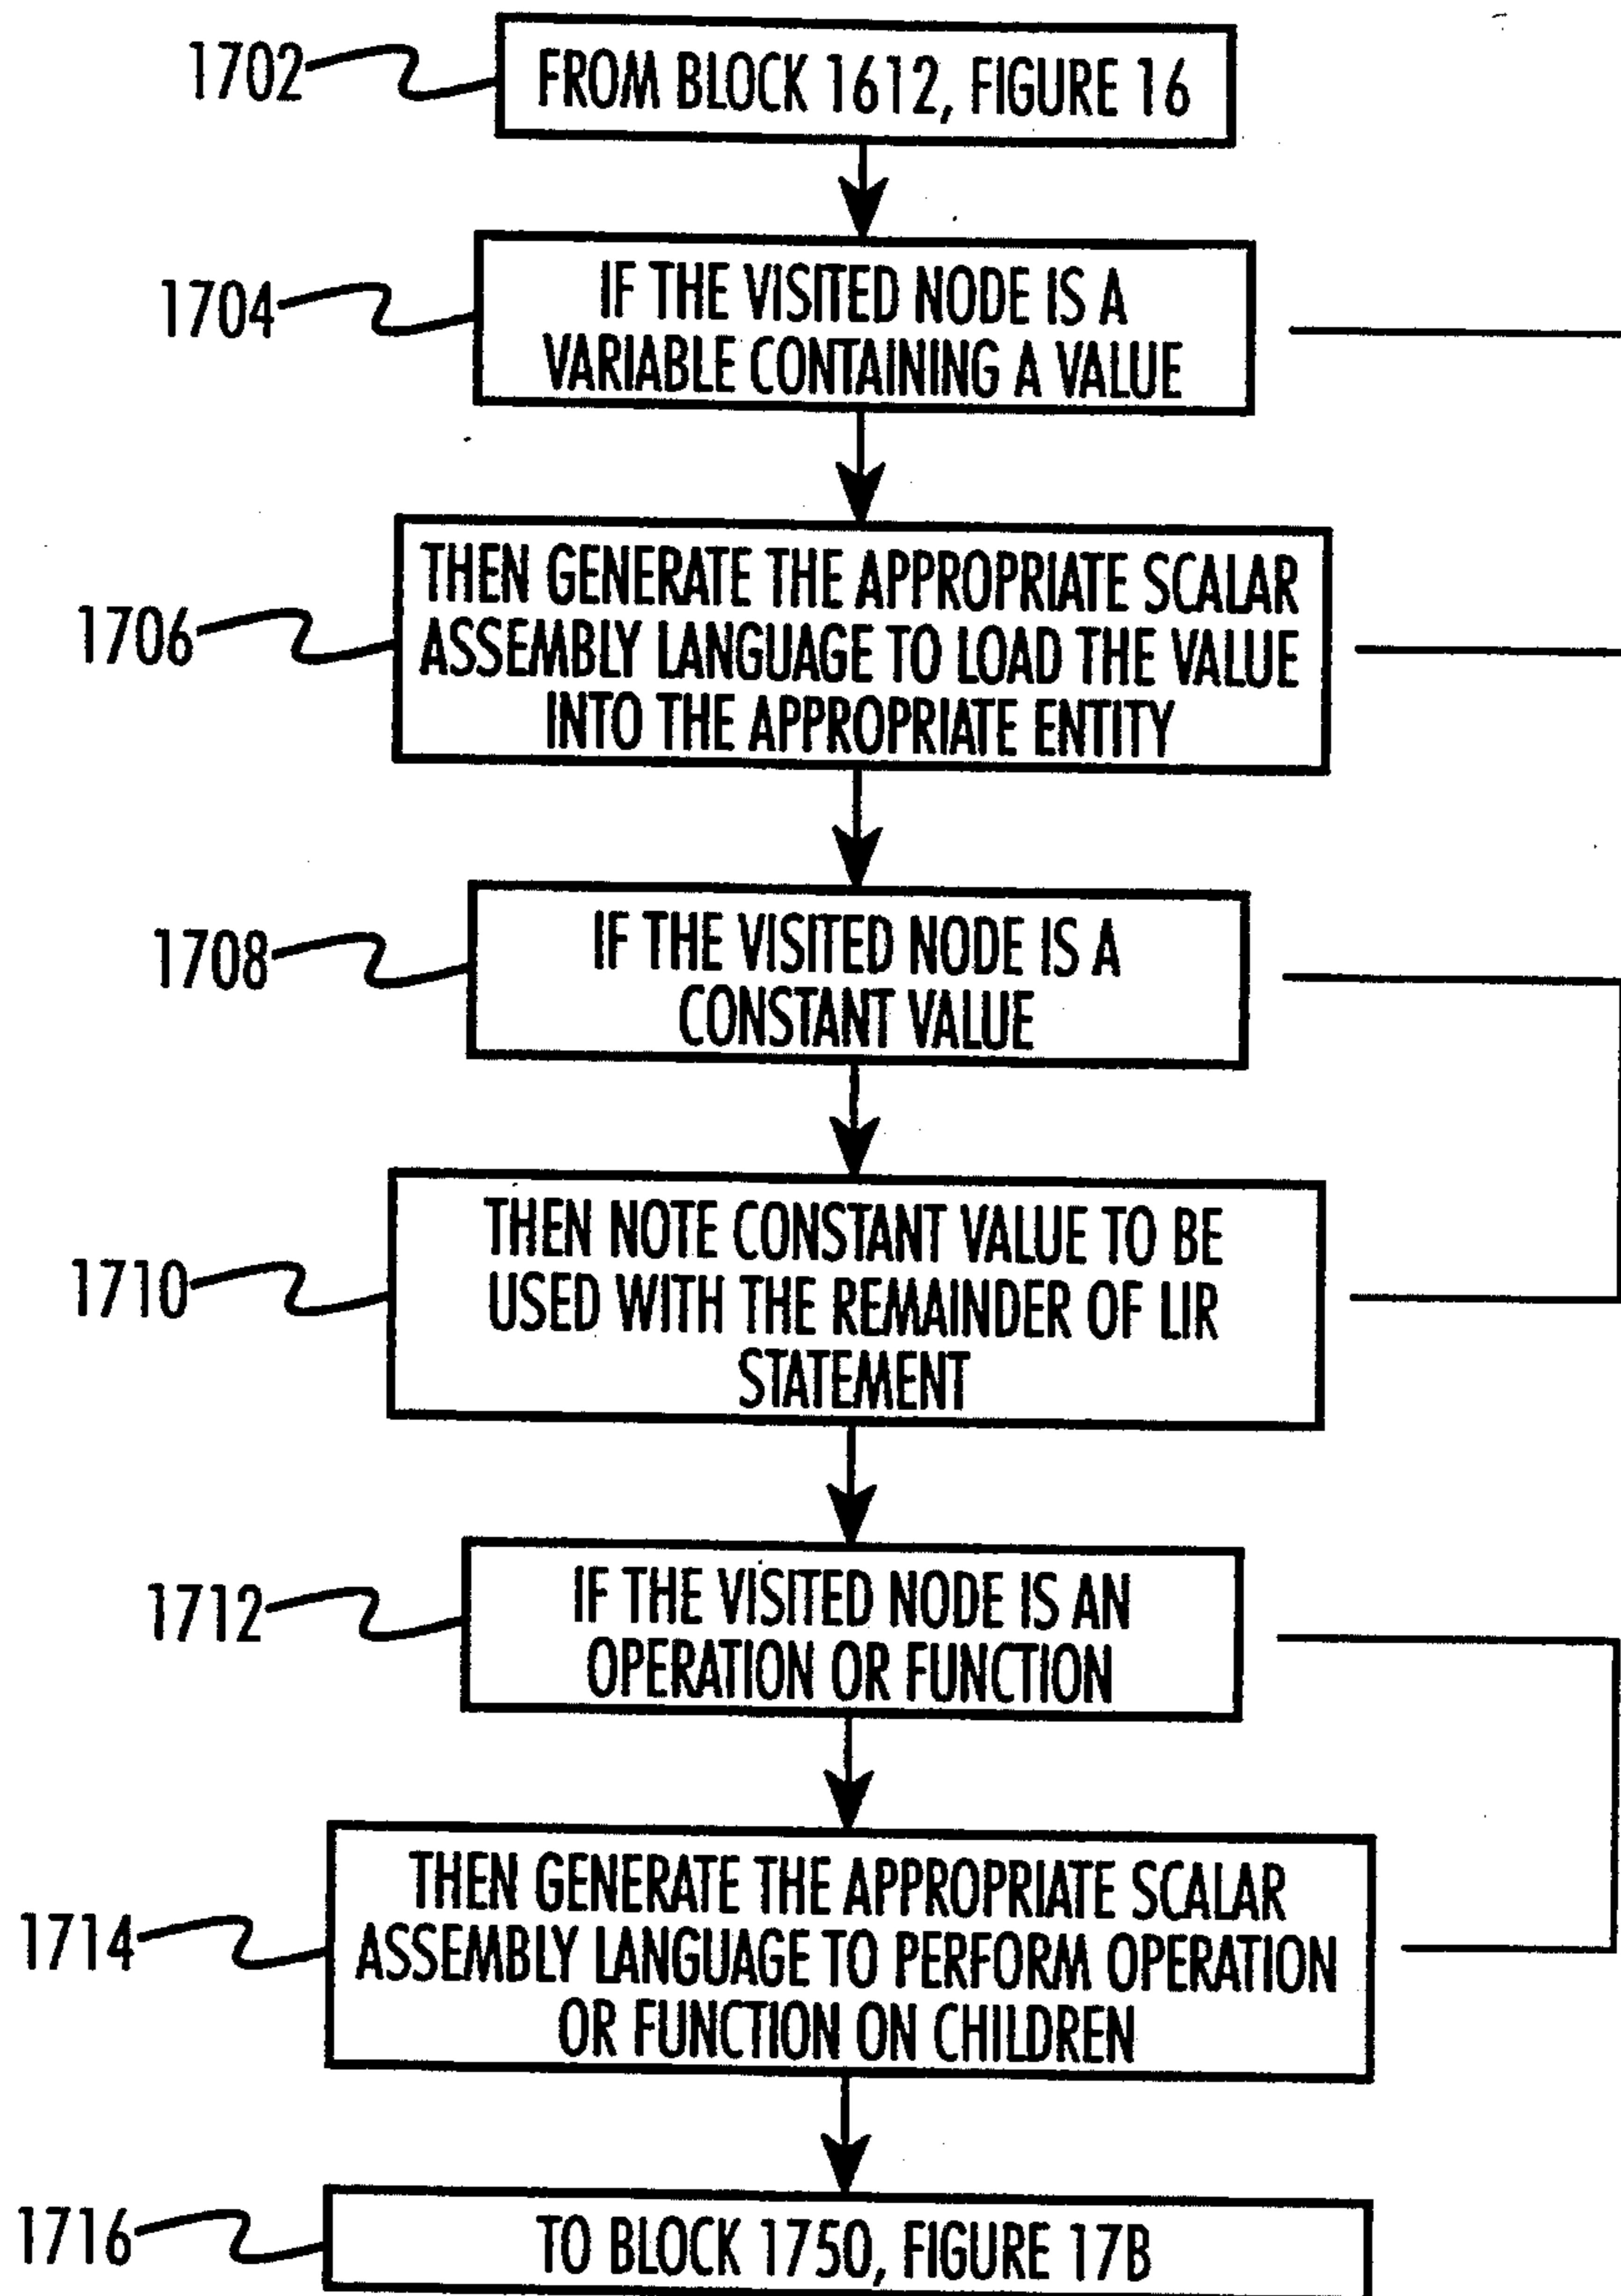 1702
FROM BLOCK 1612, FIGURE 16
1704
IF THE VISITED NODE IS A
VARIABLE CONTAINING A VALUE
1706
THEN GENERATE THE APPROPRIATE SCALAR
ASSEMBLY LANGUAGE TO LOAD THE VALUE
INTO THE APPROPRIATE ENTITY
1708
IF THE VISITED NODE IS A
CONSTANT VALUE
1710
THEN NOTE CONSTANT VALUE TO BE
USED WITH THE REMAINDER OF LIR
STATEMENT
1712
IF THE VISITED NODE IS AN
OPERATION OR FUNCTION
1714
THEN GENERATE THE APPROPRIATE SCALAR
ASSEMBLY LANGUAGE TO PERFORM OPERATION
OR FUNCTION ON CHILDREN
1716
TO BLOCK 1750, FIGURE 17B